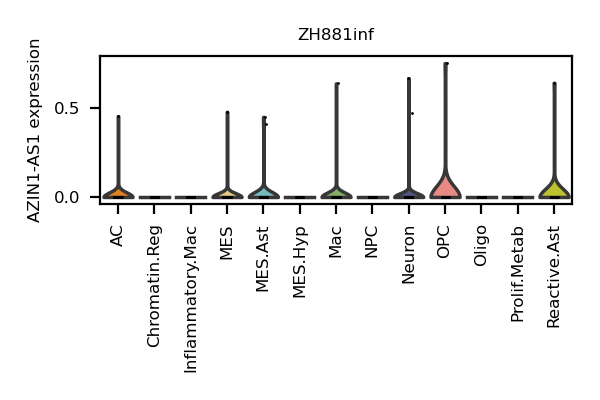 ZH881inf
AZIN1-AS1 expression
0.5
0.0
AC
Chromatin.Reg
Inflammatory.Mac
MES
MES.Ast
MES.Hyp
Mac
NPC
Neuron
OPC
Oligo
Prolif.Metab
Reactive.Ast